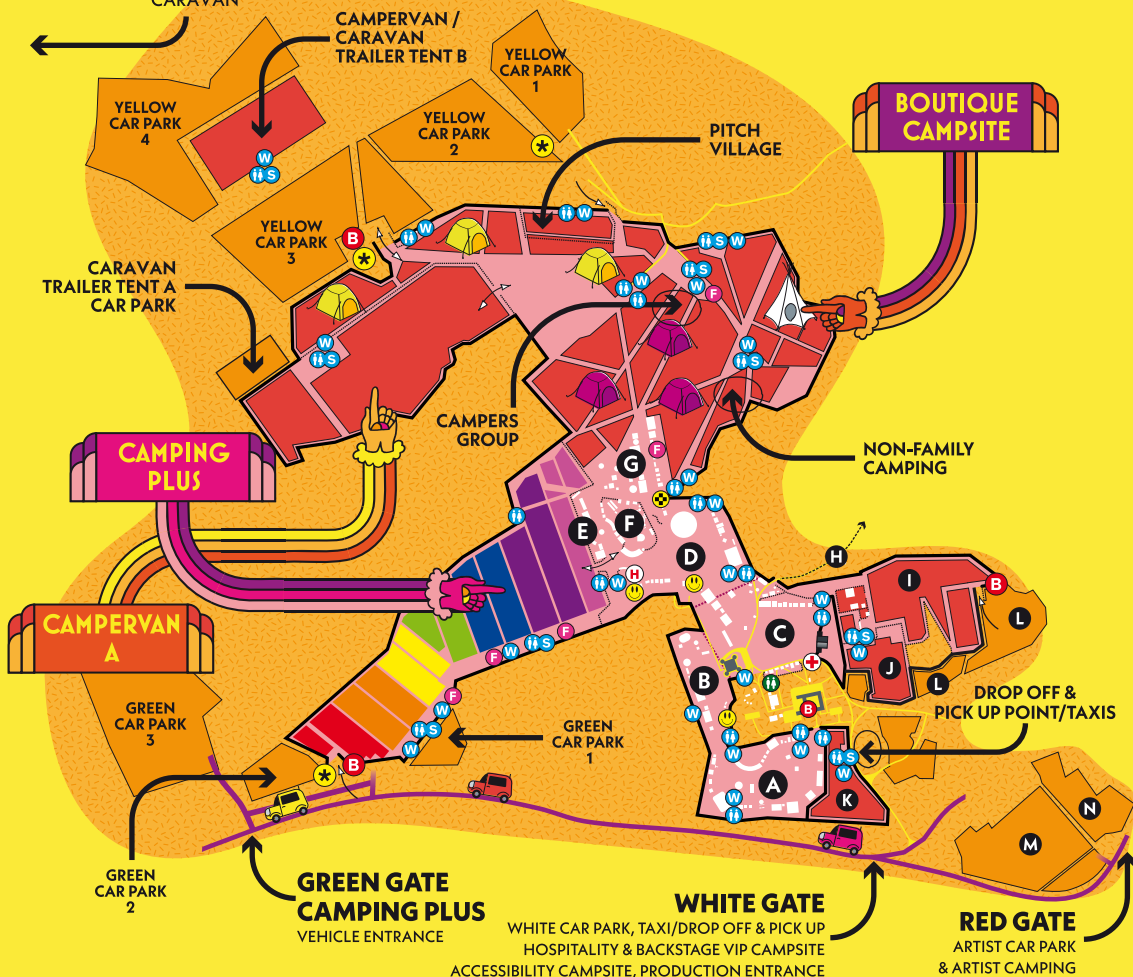 CARAVAN
CAMPERVAN /
CARAVAN
TRAILER TENT B
YELLOW
CAR PARK
1
YELLOW
CAR PARK
4
YELLOW
CAR PARK
2
BOUTIQUE
CAMPSITE
PITCH
VILLAGE
W
S
YELLOW
CAR PARK
3
B
*
*
W
W
S
W
CARAVAN
TRAILER TENT A
CAR PARK
S
W
W
F
W
S
W
S
CAMPERS
GROUP
NON-FAMILY
CAMPING
CAMPING
PLUS
G
F
W
W
E
F
D
H
W
H
W
I
B
L
CAMPERVAN
A
C
W
S
W
J
L
F
W
S
F
B
W
W
B
DROP OFF &
PICK UP POINT/TAXIS
GREEN
CAR PARK
3
F
W
S
W
GREEN
CAR PARK
1
W
W
W
S
W
B
*
A
K
W
N
M
GREEN
CAR PARK
2
GREEN GATE
CAMPING PLUS
VEHICLE ENTRANCE
WHITE GATE
WHITE CAR PARK, TAXI/DROP OFF & PICK UP
HOSPITALITY & BACKSTAGE VIP CAMPSITE
ACCESSIBILITY CAMPSITE, PRODUCTION ENTRANCE
RED GATE
ARTIST CAR PARK
& ARTIST CAMPING